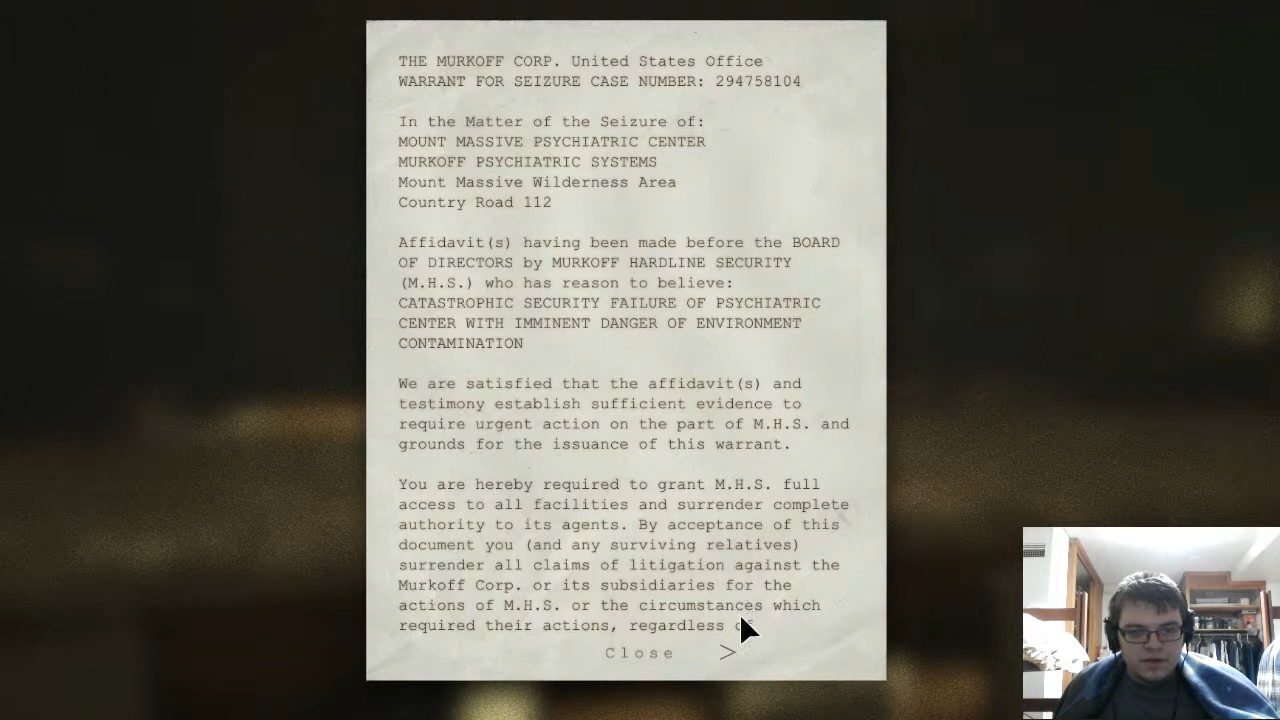 THE MURKOFF CORP. United States Office
WARRANT FOR SEIZURE CASE NUMBER: 294758104
In the Matter of the Seizure of:
MOUNT MASSIVE PSYCHIATRIC CENTER
MURKOFF PSYCHIATRIC SYSTEMS
Mount Massive Wilderness Area
Country Road 112
Affidavit(s) having been made before the BOARD
OF DIRECTORS by MURKOFF HARDLINE SECURITY
(M.H.S.) who has reason to believe:
CATASTROPHIC SECURITY FAILURE OF PSYCHIATRIC
CENTER WITH IMMINENT DANGER OF ENVIRONMENT
CONTAMINATION
We are satisfied that the affidavit(s) and
testimony establish sufficient evidence to
require urgent action on the part of M.H.S. and
grounds for the issuance of this warrant.
You are hereby required to grant M.H.S. full
access to all facilities and surrender complete
authority to its agents. By acceptance of this
document you (and any surviving relatives)
surrender all claims of litigation against the
Murkoff Corp. or its subsidiaries for the
actions of M.H.S. or the circumstances which
required their actions, regardless
Close >